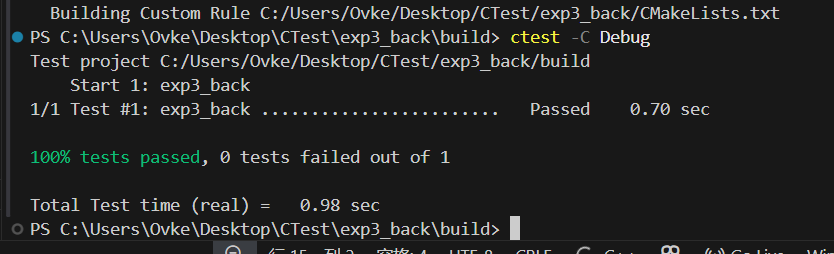 Building Custom Rule C:/Users/Ovke/Desktop/CTest/exp3_back/CMakeLists.txt
PS C:\Users\Ovke\Desktop\CTest\exp3_back\build> ctest -C Debug
Test project C:/Users/Ovke/Desktop/CTest/exp3_back/build
    Start 1: exp3_back
1/1 Test #1: exp3_back ........................   Passed    0.70 sec
100% tests passed, 0 tests failed out of 1
Total Test time (real) =   0.98 sec
PS C:\Users\Ovke\Desktop\CTest\exp3_back\build>